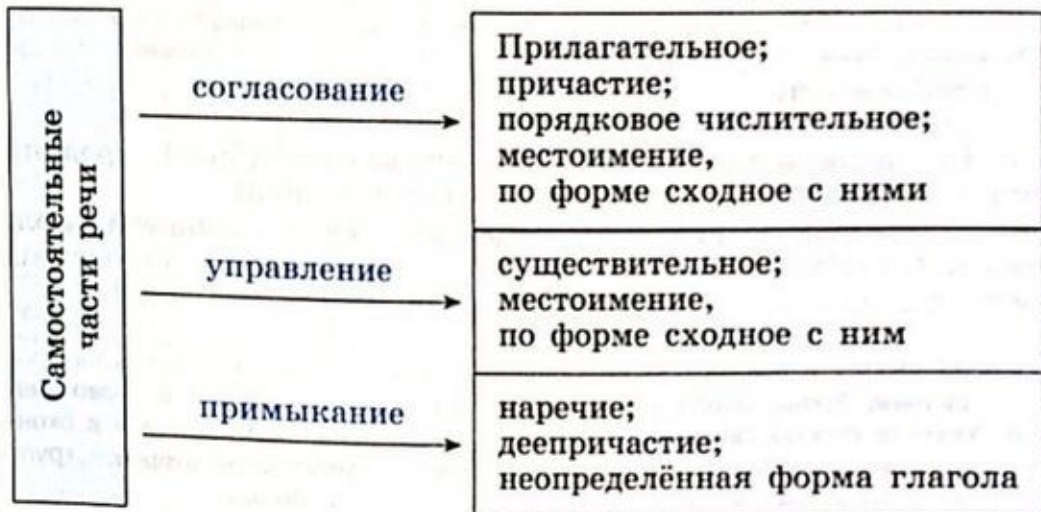 Самостоятельные
части речи
согласование
Прилагательное;
причастие;
порядковое числительное;
местоимение,
по форме сходное с ними
управление
существительное;
местоимение,
по форме сходное с ним
примыкание
наречие;
деепричастие;
неопределённая форма глагола